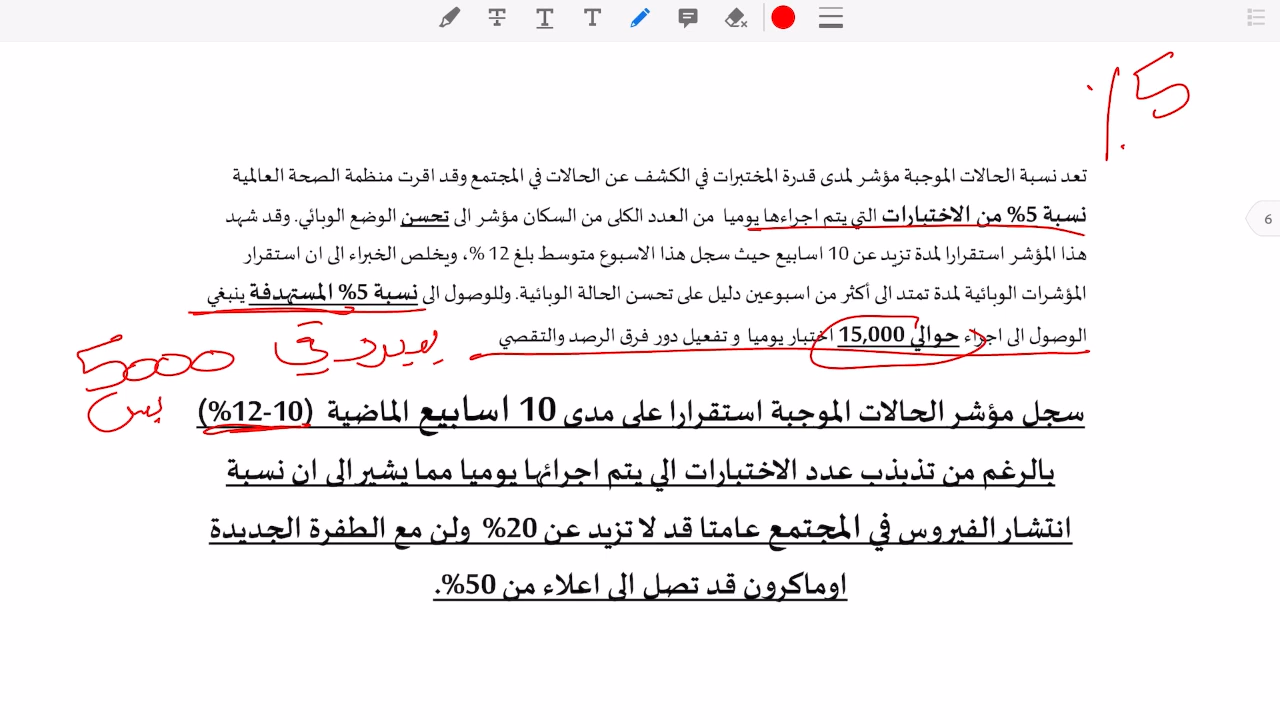 %5
تعد نسبة الحالات الموجبة مؤشر لمدى قدرة المختبرات في الكشف عن الحالات في المجتمع وقد اقرت منظمة الصحة العالمية
نسبة 5% من الاختبارات التي يتم اجراءها يوميا من العدد الكلى من السكان مؤشر الى تحسن الوضع الوبائي. وقد شهد
هذا المؤشر استقرارا لمدة تزيد عن 10 اسابيع حيث سجل هذا الاسبوع متوسط بلغ 12 %، ويخلص الخبراء الى ان استقرار
المؤشرات الوبائية لمدة تمتد الى أكثر من اسبوعين دليل على تحسن الحالة الوبائية. وللوصول الى نسبة 5% المستهدفة ينبغي
الوصول الى اجراء حوالي 15,000 اختبار يوميا و تفعيل دور فرق الرصد والتقصي
5000
بس
سجل مؤشر الحالات الموجبة استقرارا على مدى 10 اسابيع الماضية (10-12%)
بالرغم من تذبذب عدد الاختبارات الي يتم اجرائها يوميا مما يشير الى ان نسبة
انتشار الفيروس في المجتمع عامتا قد لا تزيد عن 20% ولن مع الطفرة الجديدة
اوماكرون قد تصل الى اعلاء من 50%.
6